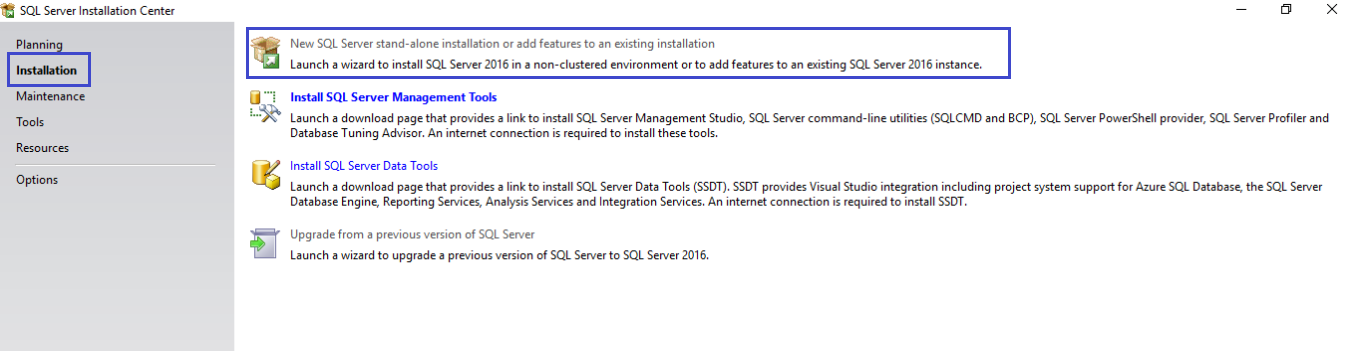 SQL Server Installation Center
Planning
Installation
Maintenance
Tools
Resources
Options
New SQL Server stand-alone installation or add features to an existing installation
Launch a wizard to install SQL Server 2016 in a non-clustered environment or to add features to an existing SQL Server 2016 instance.
Install SQL Server Management Tools
Launch a download page that provides a link to install SQL Server Management Studio, SQL Server command-line utilities (SQLCMD and BCP), SQL Server PowerShell provider, SQL Server Profiler and
Database Tuning Advisor. An internet connection is required to install these tools.
Install SQL Server Data Tools
Launch a download page that provides a link to install SQL Server Data Tools (SSDT). SSDT provides Visual Studio integration including project system support for Azure SQL Database, the SQL Server
Database Engine, Reporting Services, Analysis Services and Integration Services. An internet connection is required to install SSDT.
Upgrade from a previous version of SQL Server
Launch a wizard to upgrade a previous version of SQL Server to SQL Server 2016.